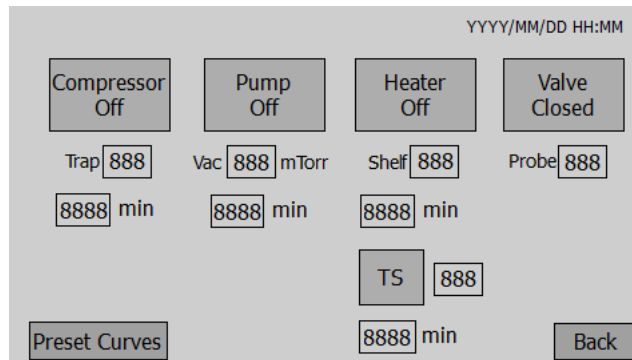 YYYY/MM/DD HH:MM
Compressor Off
Pump Off
Heater Off
Valve Closed
Trap 888
Vac 888 mTorr
Shelf 888
Probe 888
8888 min
8888 min
8888 min
TS 888
8888 min
Preset Curves
Back